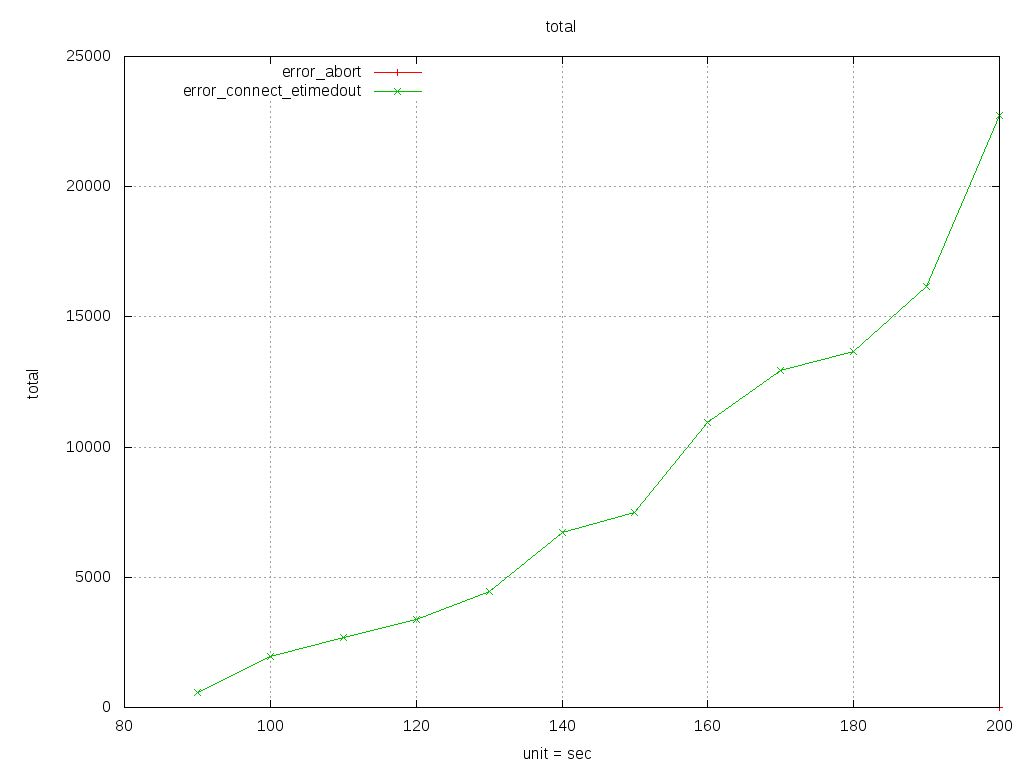 total
25000
20000
15000
10000
5000
0
total
error_abort
error_connect_etimedout
80 100 120 140 160 180 200
unit = sec